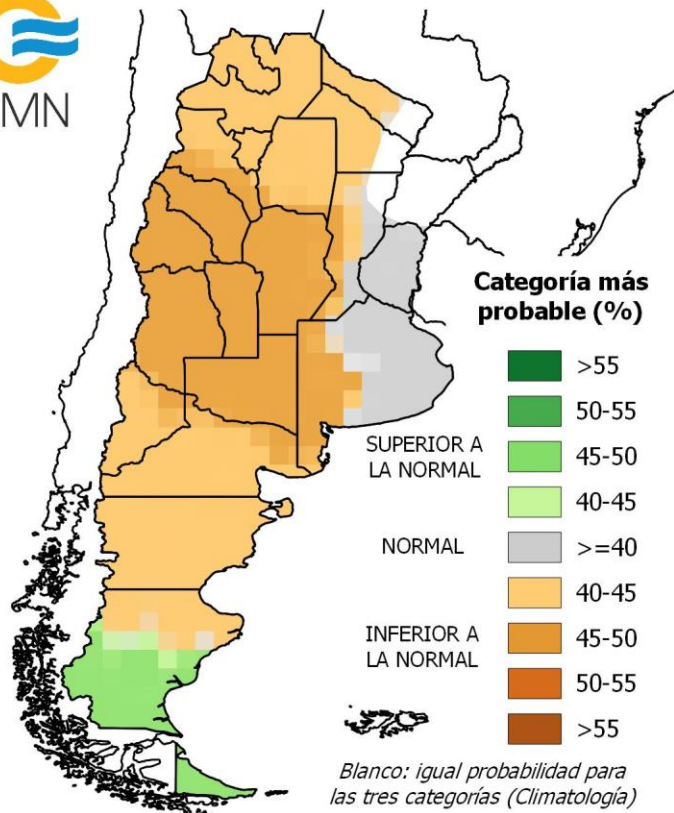 MN
Categoría más
probable (%)
>55
50-55
SUPERIOR A
LA NORMAL
45-50
40-45
NORMAL
>=40
40-45
INFERIOR A
LA NORMAL
45-50
50-55
>55
Blanco: igual probabilidad para
las tres categorías (Climatología)